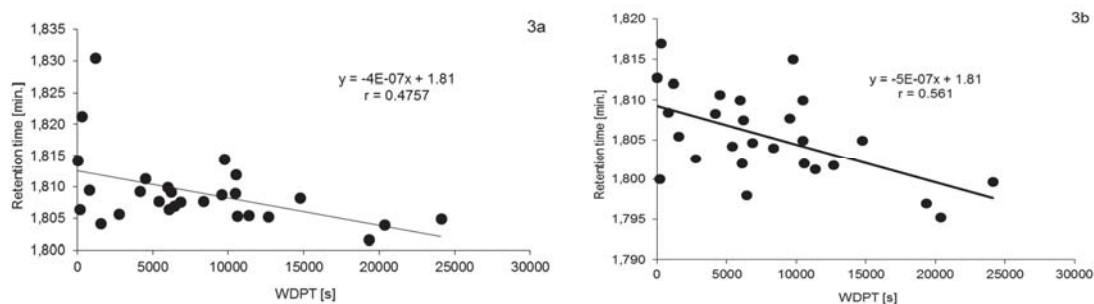 3a
1,835
1,830
1,825
1,820
1,815
1,810
1,805
1,800
Retention time [min.]
y = -4E-07x + 1.81
r = 0.4757
0 5000 10000 15000 20000 25000 30000
WDPT [s]
3b
1,820
1,815
1,810
1,805
1,800
1,795
1,790
Retention time [min.]
y = -5E-07x + 1.81
r = 0.561
0 5000 10000 15000 20000 25000 30000
WDPT [s]